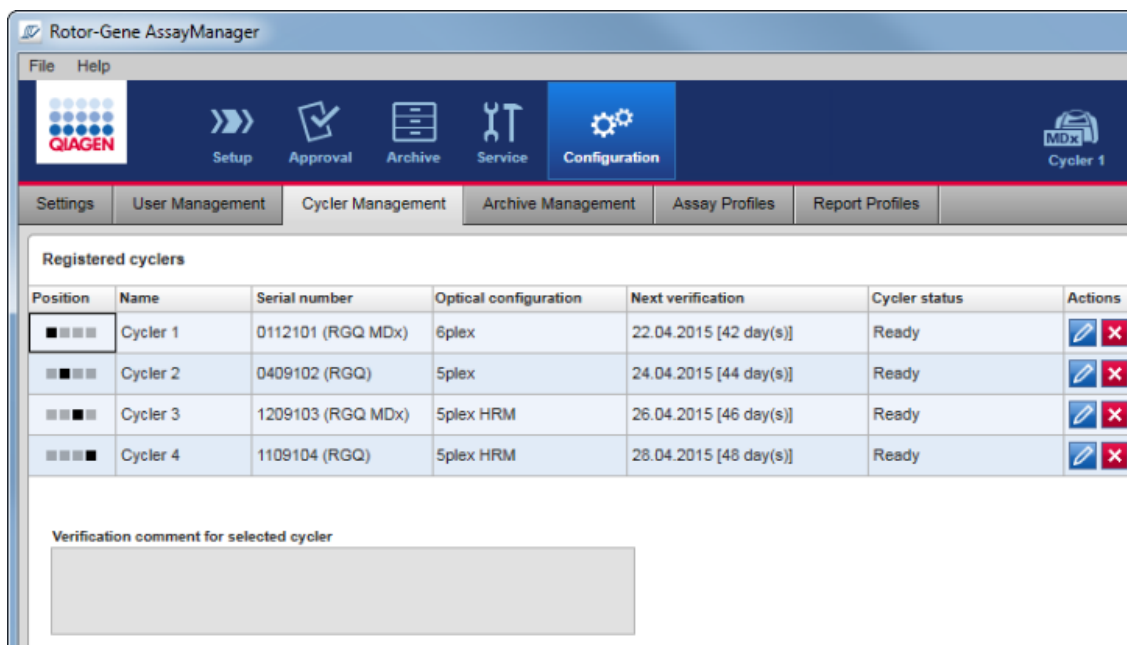 Rotor-Gene AssayManager
File Help
QIAGEN
Setup Approval Archive Service Configuration
MDx
Cycler 1
Settings User Management Cycler Management Archive Management Assay Profiles Report Profiles
Registered cyclers
Position Name Serial number Optical configuration Next verification Cycler status Actions
Cycler 1 0112101 (RGQ MDx) 6plex 22.04.2015 [42 day(s)] Ready
Cycler 2 0409102 (RGQ) 5plex 24.04.2015 [44 day(s)] Ready
Cycler 3 1209103 (RGQ MDx) 5plex HRM 26.04.2015 [46 day(s)] Ready
Cycler 4 1109104 (RGQ) 5plex HRM 28.04.2015 [48 day(s)] Ready
Verification comment for selected cycler